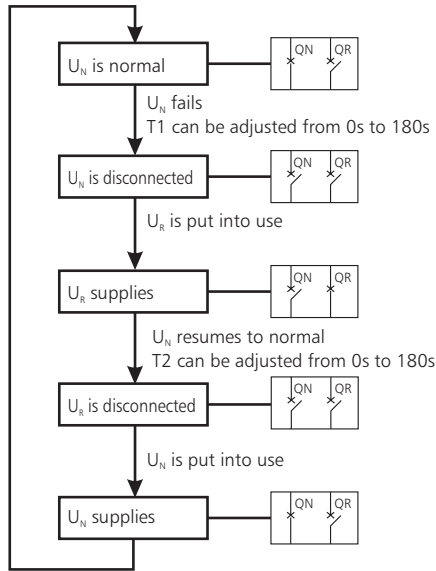 U_N is normal
QN QR
U_N fails
T1 can be adjusted from 0s to 180s
U_N is disconnected
QN QR
U_R is put into use
U_R supplies
QN QR
U_N resumes to normal
T2 can be adjusted from 0s to 180s
U_R is disconnected
QN QR
U_N is put into use
U_N supplies
QN QR